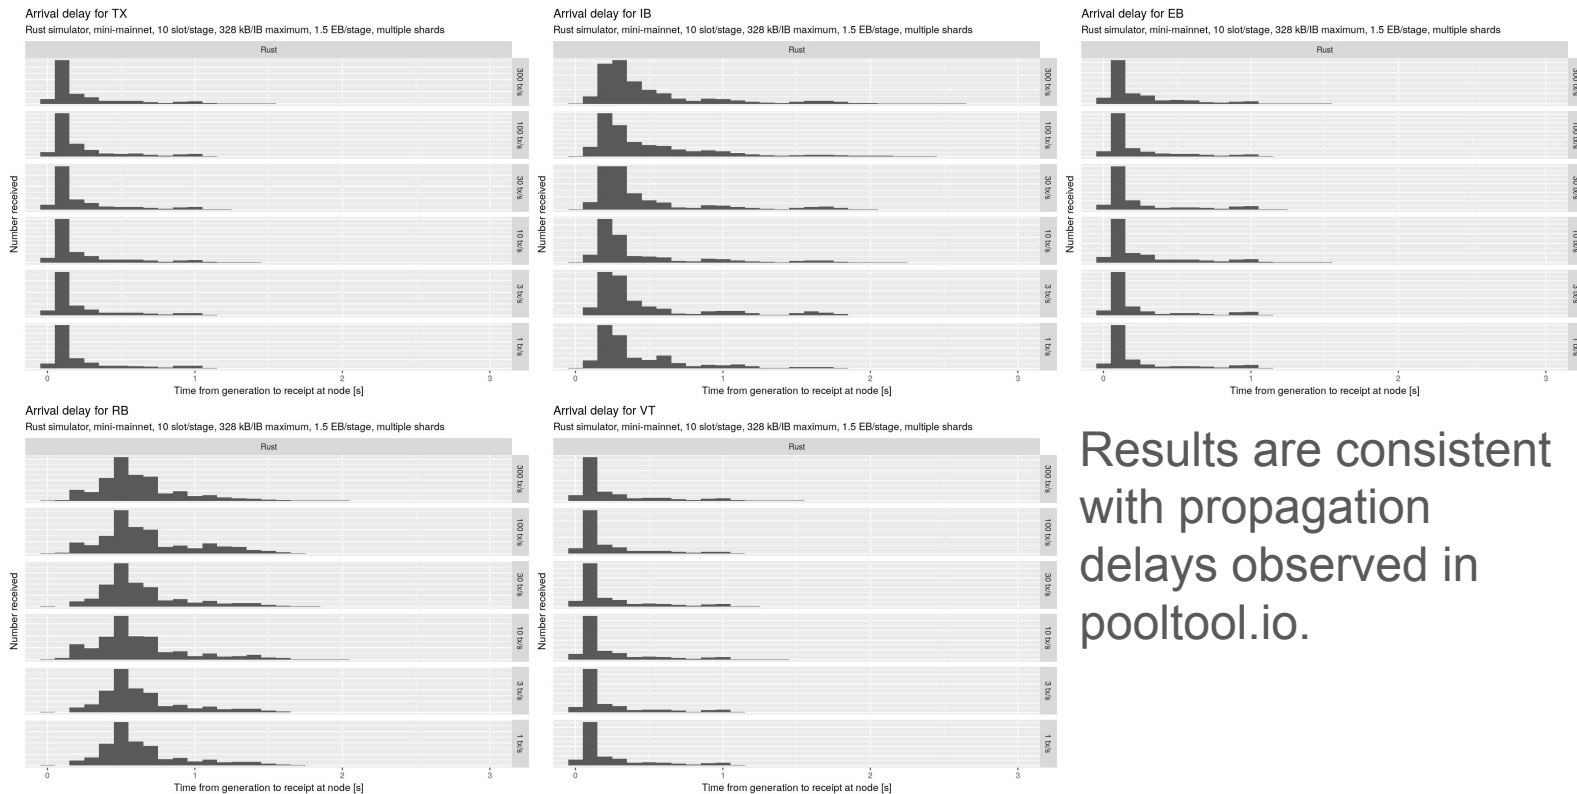 Arrival delay for TX
Rust simulator, mini-mainnet, 10 slot/stage, 328 kB/IB maximum, 1.5 EB/stage, multiple shards
Rust
Number received
300 tx/s
100 tx/s
30 tx/s
10 tx/s
3 tx/s
1 tx/s
0 1 2 3
Time from generation to receipt at node [s]
Arrival delay for IB
Rust simulator, mini-mainnet, 10 slot/stage, 328 kB/IB maximum, 1.5 EB/stage, multiple shards
Rust
Number received
300 tx/s
100 tx/s
30 tx/s
10 tx/s
3 tx/s
1 tx/s
0 1 2 3
Time from generation to receipt at node [s]
Arrival delay for EB
Rust simulator, mini-mainnet, 10 slot/stage, 328 kB/IB maximum, 1.5 EB/stage, multiple shards
Rust
Number received
300 tx/s
100 tx/s
30 tx/s
10 tx/s
3 tx/s
1 tx/s
0 1 2 3
Time from generation to receipt at node [s]
Arrival delay for RB
Rust simulator, mini-mainnet, 10 slot/stage, 328 kB/IB maximum, 1.5 EB/stage, multiple shards
Rust
Number received
300 tx/s
100 tx/s
30 tx/s
10 tx/s
3 tx/s
1 tx/s
0 1 2 3
Time from generation to receipt at node [s]
Arrival delay for VT
Rust simulator, mini-mainnet, 10 slot/stage, 328 kB/IB maximum, 1.5 EB/stage, multiple shards
Rust
Number received
300 tx/s
100 tx/s
30 tx/s
10 tx/s
3 tx/s
1 tx/s
0 1 2 3
Time from generation to receipt at node [s]
Results are consistent
with propagation
delays observed in
pooltool.io.